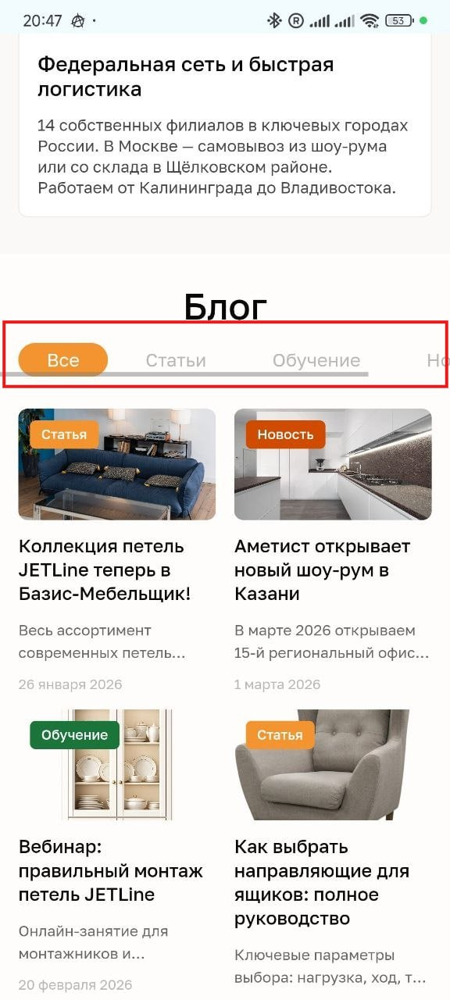 20:47
53
Федеральная сеть и быстрая
логистика
14 собственных филиалов в ключевых городах
России. В Москве — самовывоз из шоу-рума
или со склада в Щёлковском районе.
Работаем от Калининграда до Владивостока.
Блог
Все Статьи Обучение Но
Статья
Новость
Коллекция петель
JETLine теперь в
Базис-Мебельщик!
Весь ассортимент
современных петель...
26 января 2026
Аметист открывает
новый шоу-рум в
Казани
В марте 2026 открываем
15-й региональный офис...
1 марта 2026
Обучение
Статья
Вебинар:
правильный монтаж
петель JETLine
Онлайн-занятие для
монтажников и...
20 февраля 2026
Как выбрать
направляющие для
ящиков: полное
руководство
Ключевые параметры
выбора: нагрузка, ход, т...